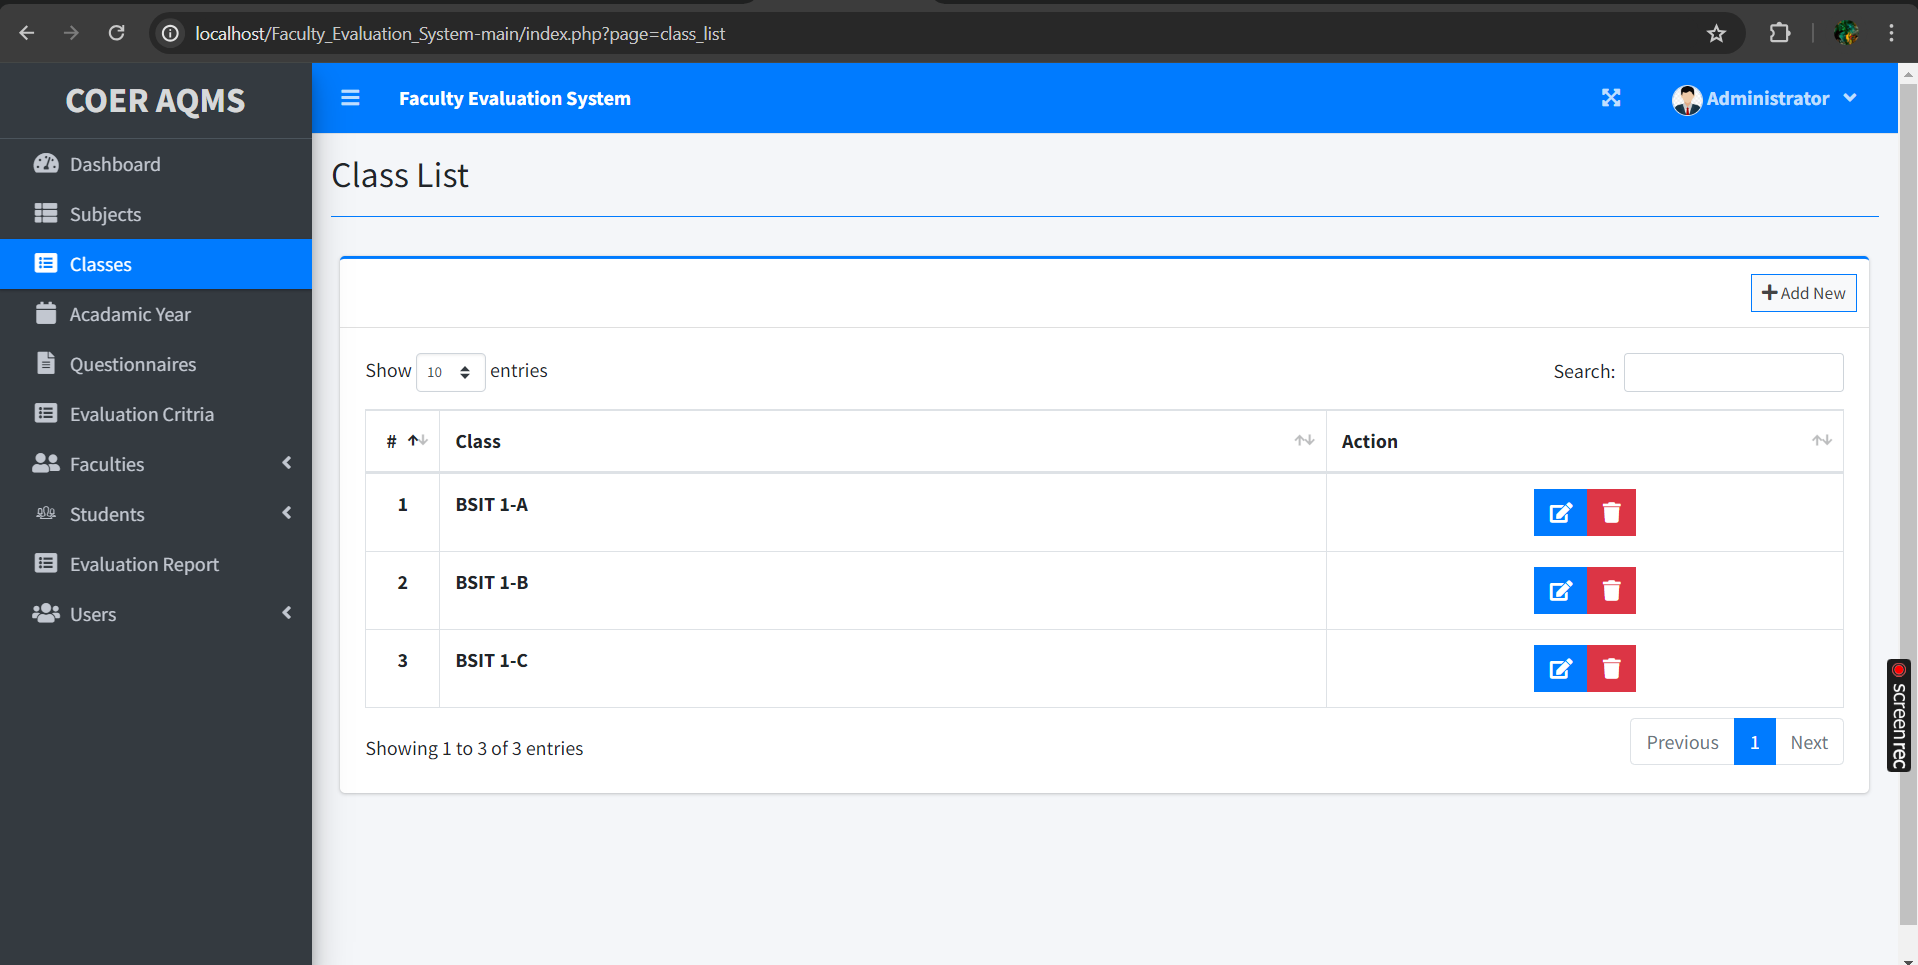 localhost/Faculty_Evaluation_System-main/index.php?page=class_list
COER AQMS
Faculty Evaluation System
Administrator
Dashboard
Subjects
Classes
Acadamic Year
Questionnaires
Evaluation Critria
Faculties
Students
Evaluation Report
Users
Class List
Add New
Show 10 entries
Search:
# Class Action
1 BSIT 1-A
2 BSIT 1-B
3 BSIT 1-C
Showing 1 to 3 of 3 entries
Previous 1 Next
screenrec